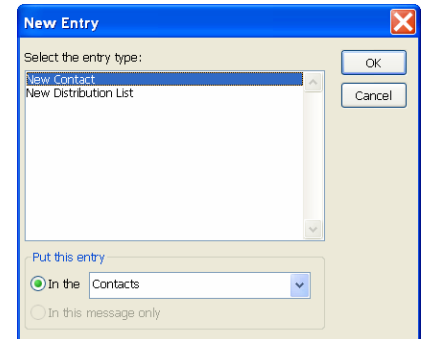 New Entry
Select the entry type:
OK
New Contact
New Distribution List
Cancel
Put this entry
In the Contacts
In this message only